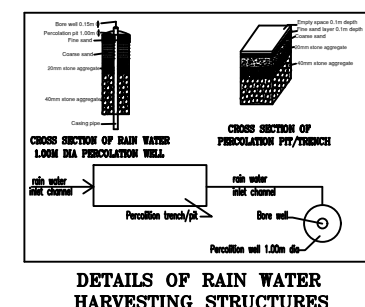 Bore well 0.15m
Percolation pit 1.00m
Fine sand
Coarse sand
20mm stone aggregate
40mm stone aggregate
Casing pipe
CROSS SECTION OF RAIN WATER
1.00M DIA PERCOLATION WELL
Empty space 0.1m depth
Fine sand layer 0.1m depth
Coarse sand
20mm stone aggregate
40mm stone aggregate
CROSS SECTION OF
PERCOLATION PIT/TRENCH
rain water
inlet channel
Percolition trench/pit
rain water
inlet channel
Bore well
Percolition well 1.00m dia
DETAILS OF RAIN WATER
HARVESTING STRUCTURES